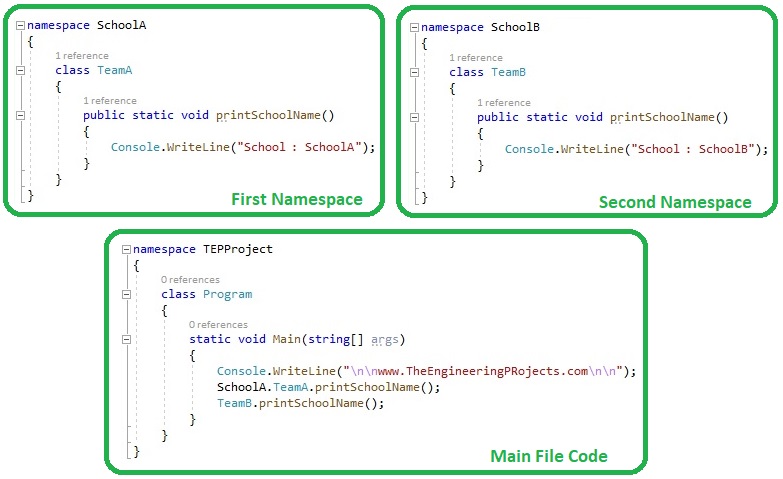 namespace SchoolA
{
1 reference
class TeamA
{
1 reference
public static void printSchoolName()
{
Console.WriteLine("School : SchoolA");
}
}
}
First Namespace
namespace SchoolB
{
1 reference
class TeamB
{
1 reference
public static void printSchoolName()
{
Console.WriteLine("School : SchoolB");
}
}
}
Second Namespace
namespace TEPProject
{
0 references
class Program
{
0 references
static void Main(string[] args)
{
Console.WriteLine("\n\nwww.TheEngineeringPRojects.com\n\n");
SchoolA.TeamA.printSchoolName();
TeamB.printSchoolName();
}
}
}
Main File Code